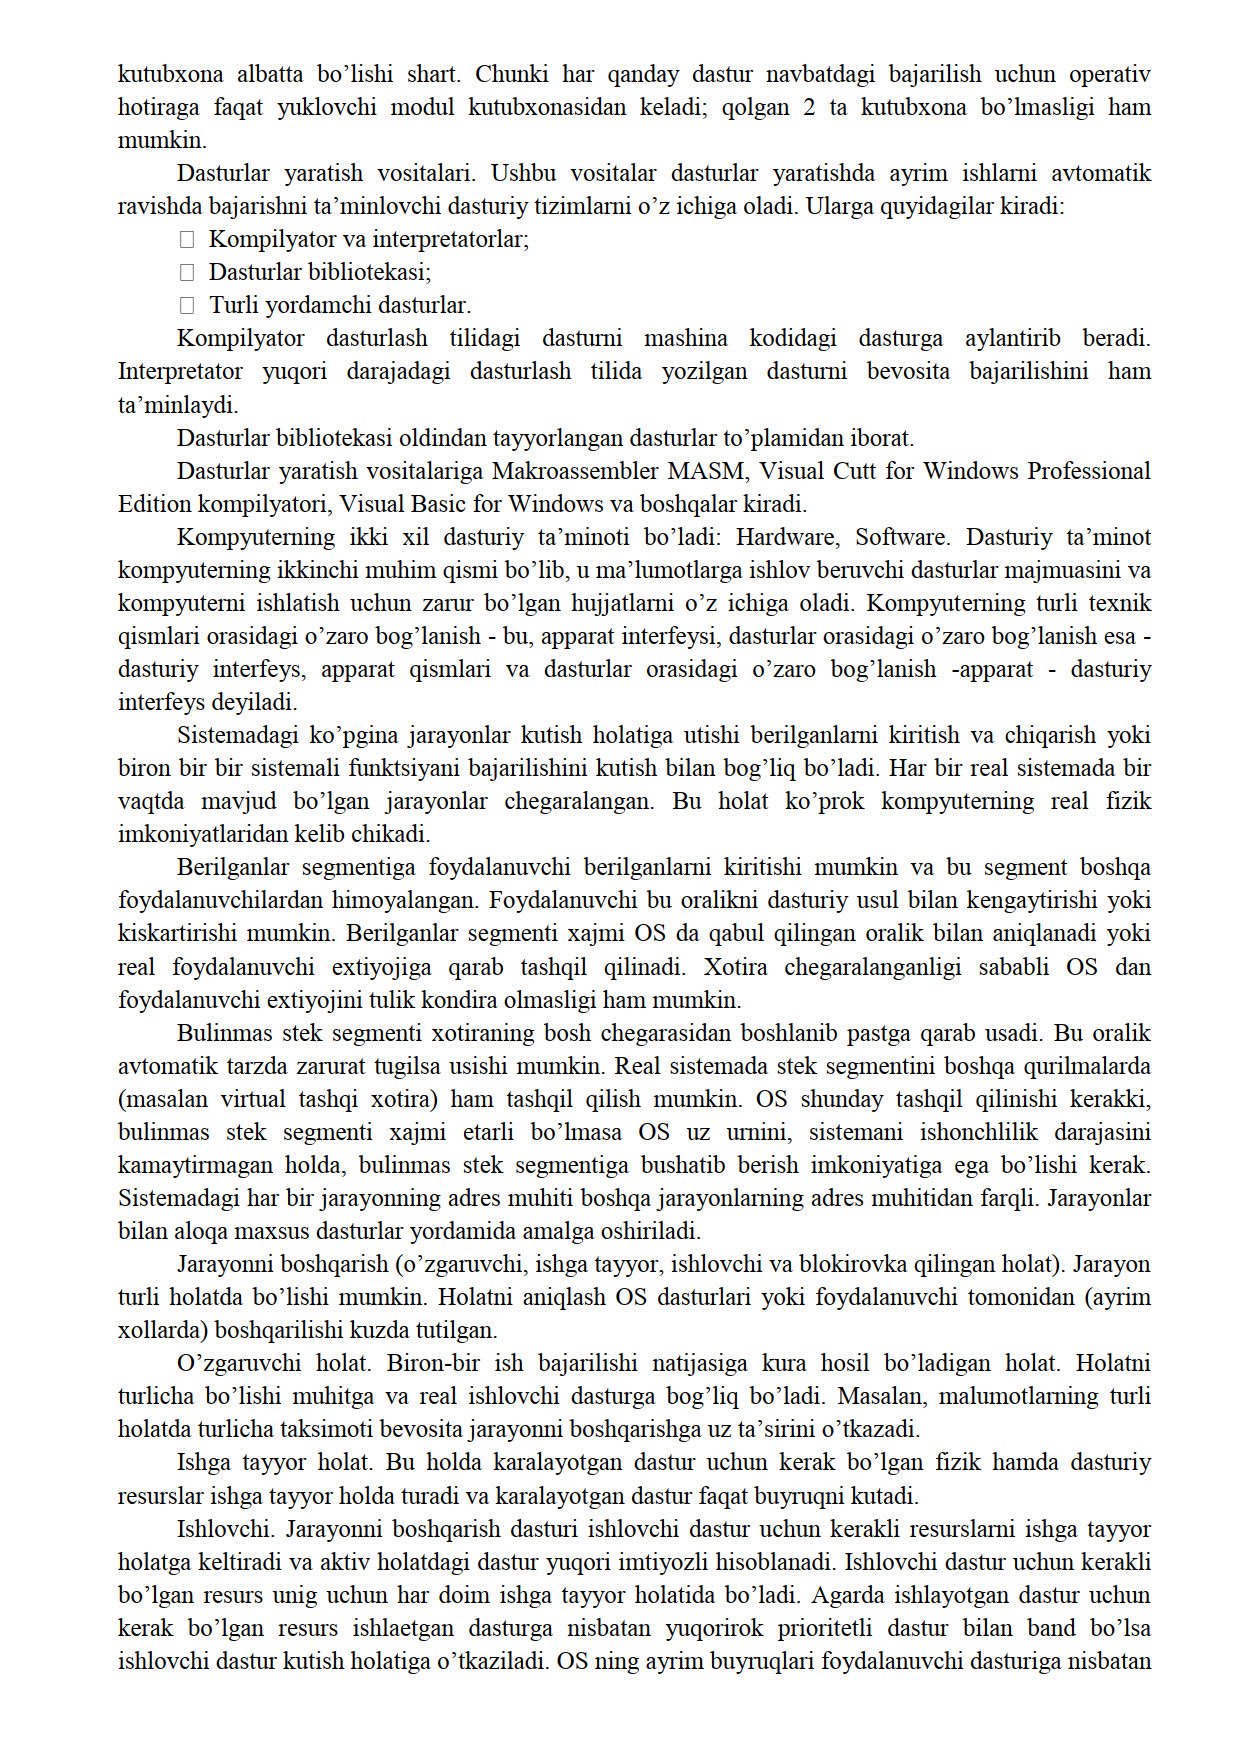 kutubxona albatta bo’lishi shart. Chunki har qanday dastur navbatdagi bajarilish uchun operativ
hotiraga faqat yuklovchi modul kutubxonasidan keladi; qolgan 2 ta kutubxona bo’lmasligi ham
mumkin.
Dasturlar yaratish vositalari. Ushbu vositalar dasturlar yaratishda ayrim ishlarni avtomatik
ravishda bajarishni ta’minlovchi dasturiy tizimlarni o’z ichiga oladi. Ularga quyidagilar kiradi:
Kompilyator va interpretatorlar;
Dasturlar bibliotekasi;
Turli yordamchi dasturlar.
Kompilyator dasturlash tilidagi dasturni mashina kodidagi dasturga aylantirib beradi.
Interpretator yuqori darajadagi dasturlash tilida yozilgan dasturni bevosita bajarilishini ham
ta’minlaydi.
Dasturlar bibliotekasi oldindan tayyorlangan dasturlar to’plamidan iborat.
Dasturlar yaratish vositalariga Makroassembler MASM, Visual Cutt for Windows Professional
Edition kompilyatori, Visual Basic for Windows va boshqalar kiradi.
Kompyuterning ikki xil dasturiy ta’minoti bo’ladi: Hardware, Software. Dasturiy ta’minot
kompyuterning ikkinchi muhim qismi bo’lib, u ma’lumotlarga ishlov beruvchi dasturlar majmuasini va
kompyuterni ishlatish uchun zarur bo’lgan hujjatlarni o’z ichiga oladi. Kompyuterning turli texnik
qismlari orasidagi o’zaro bog’lanish - bu, apparat interfeysi, dasturlar orasidagi o’zaro bog’lanish esa -
dasturiy interfeys, apparat qismlari va dasturlar orasidagi o’zaro bog’lanish -apparat - dasturiy
interfeys deyiladi.
Sistemadagi ko’pgina jarayonlar kutish holatiga utishi berilganlarni kiritish va chiqarish yoki
biron bir bir sistemali funktsiyani bajarilishini kutish bilan bog’liq bo’ladi. Har bir real sistemada bir
vaqtda mavjud bo’lgan jarayonlar chegaralangan. Bu holat ko’prok kompyuterning real fizik
imkoniyatlaridan kelib chikadi.
Berilganlar segmentiga foydalanuvchi berilganlarni kiritishi mumkin va bu segment boshqa
foydalanuvchilardan himoyalangan. Foydalanuvchi bu oralikni dasturiy usul bilan kengaytirishi yoki
kiskartirishi mumkin. Berilganlar segmenti xajmi OS da qabul qilingan oralik bilan aniqlanadi yoki
real foydalanuvchi extiyojiga qarab tashqil qilinadi. Xotira chegaralanganligi sababli OS dan
foydalanuvchi extiyojini tulik kondira olmasligi ham mumkin.
Bulinmas stek segmenti xotiraning bosh chegarasidan boshlanib pastga qarab usadi. Bu oralik
avtomatik tarzda zarurat tugilsa usishi mumkin. Real sistemada stek segmentini boshqa qurilmalarda
(masalan virtual tashqi xotira) ham tashqil qilish mumkin. OS shunday tashqil qilinishi kerakki,
bulinmas stek segmenti xajmi etarli bo’lmasa OS uz urnini, sistemani ishonchlilik darajasini
kamaytirmagan holda, bulinmas stek segmentiga bushatib berish imkoniyatiga ega bo’lishi kerak.
Sistemadagi har bir jarayonning adres muhiti boshqa jarayonlarning adres muhitidan farqli. Jarayonlar
bilan aloqa maxsus dasturlar yordamida amalga oshiriladi.
Jarayonni boshqarish (o’zgaruvchi, ishga tayyor, ishlovchi va blokirovka qilingan holat). Jarayon
turli holatda bo’lishi mumkin. Holatni aniqlash OS dasturlari yoki foydalanuvchi tomonidan (ayrim
xollarda) boshqarilishi kuzda tutilgan.
O’zgaruvchi holat. Biron-bir ish bajarilishi natijasiga kura hosil bo’ladigan holat. Holatni
turlicha bo’lishi muhitga va real ishlovchi dasturga bog’liq bo’ladi. Masalan, malumotlarning turli
holatda turlicha taksimoti bevosita jarayonni boshqarishga uz ta’sirini o’tkazadi.
Ishga tayyor holat. Bu holda karalayotgan dastur uchun kerak bo’lgan fizik hamda dasturiy
resurslar ishga tayyor holda turadi va karalayotgan dastur faqat buyruqni kutadi.
Ishlovchi. Jarayonni boshqarish dasturi ishlovchi dastur uchun kerakli resurslarni ishga tayyor
holatga keltiradi va aktiv holatdagi dastur yuqori imtiyozli hisoblanadi. Ishlovchi dastur uchun kerakli
bo’lgan resurs unig uchun har doim ishga tayyor holatida bo’ladi. Agarda ishlayotgan dastur uchun
kerak bo’lgan resurs ishlaetgan dasturga nisbatan yuqorirok prioritetli dastur bilan band bo’lsa
ishlovchi dastur kutish holatiga o’tkaziladi. OS ning ayrim buyruqlari foydalanuvchi dasturiga nisbatan